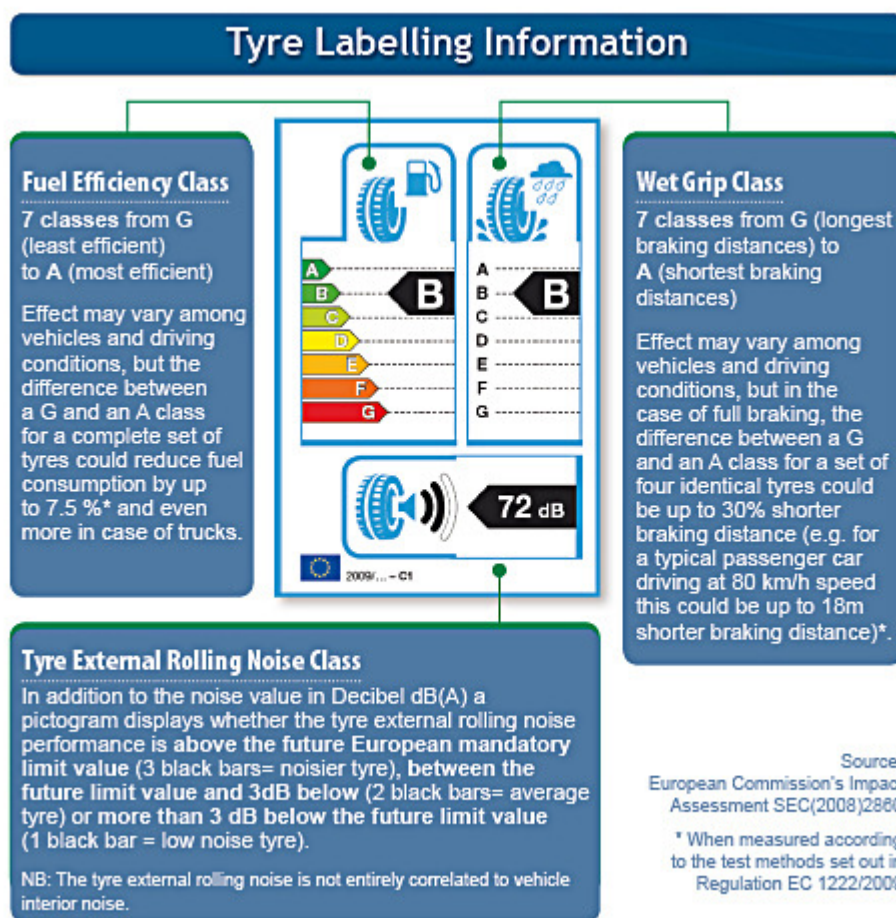 Tyre Labelling Information
Fuel Efficiency Class
7 classes from G
(least efficient)
to A (most efficient)
Effect may vary among
vehicles and driving
conditions, but the
difference between
a G and an A class
for a complete set of
tyres could reduce fuel
consumption by up
to 7.5 %* and even
more in case of trucks.
A
B
C
D
E
F
G
B
A
B
C
D
E
F
G
B
72 dB
2009/... – C1
Wet Grip Class
7 classes from G (longest
braking distances) to
A (shortest braking
distances)
Effect may vary among
vehicles and driving
conditions, but in the
case of full braking, the
difference between a G
and an A class for a set of
four identical tyres could
be up to 30% shorter
braking distance (e.g. for
a typical passenger car
driving at 80 km/h speed
this could be up to 18m
shorter braking distance)*.
Tyre External Rolling Noise Class
In addition to the noise value in Decibel dB(A) a
pictogram displays whether the tyre external rolling noise
performance is above the future European mandatory
limit value (3 black bars= noisier tyre), between the
future limit value and 3dB below (2 black bars= average
tyre) or more than 3 dB below the future limit value
(1 black bar = low noise tyre).
NB: The tyre external rolling noise is not entirely correlated to vehicle
interior noise.
Source
European Commission's Impac
Assessment SEC(2008)2860
* When measured according
to the test methods set out in
Regulation EC 1222/2009